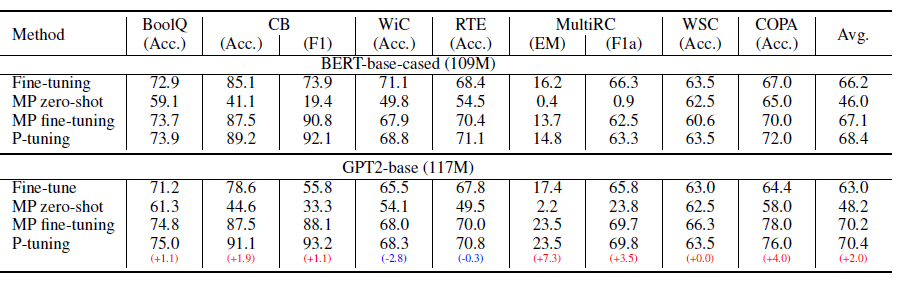 Method BoolQ CB WiC RTE MultiRC WSC COPA Avg.
(Acc.) (Acc.) (F1) (Acc.) (Acc.) (EM) (F1a) (Acc.) (Acc.)
BERT-base-cased (109M)
Fine-tuning 72.9 85.1 73.9 71.1 68.4 16.2 66.3 63.5 67.0 66.2
MP zero-shot 59.1 41.1 19.4 49.8 54.5 0.4 0.9 62.5 65.0 46.0
MP fine-tuning 73.7 87.5 90.8 67.9 70.4 13.7 62.5 60.6 70.0 67.1
P-tuning 73.9 89.2 92.1 68.8 71.1 14.8 63.3 63.5 72.0 68.4
GPT2-base (117M)
Fine-tune 71.2 78.6 55.8 65.5 67.8 17.4 65.8 63.0 64.4 63.0
MP zero-shot 61.3 44.6 33.3 54.1 49.5 2.2 23.8 62.5 58.0 48.2
MP fine-tuning 74.8 87.5 88.1 68.0 70.0 23.5 69.7 66.3 78.0 70.2
P-tuning 75.0 91.1 93.2 68.3 70.8 23.5 69.8 63.5 76.0 70.4
(+1.1) (+1.9) (+1.1) (-2.8) (-0.3) (+7.3) (+3.5) (+0.0) (+4.0) (+2.0)